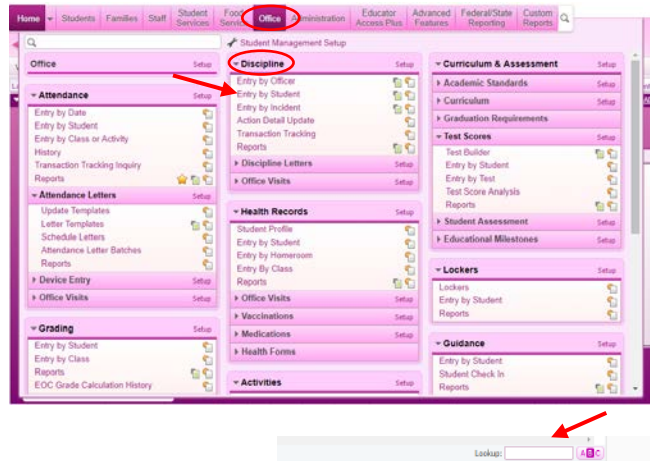 Home Students Families Staff Student Services Food Service Office Administration Educator Access Plus Advanced Features Federal/State Reporting Custom Reports
Student Management Setup
Office Setup
Attendance Setup
Entry by Date
Entry by Student
Entry by Class or Activity
History
Transaction Tracking Inquiry
Reports
Attendance Letters Setup
Update Templates
Letter Templates
Schedule Letters
Attendance Letter Batches
Reports
Device Entry Setup
Office Visits Setup
Grading Setup
Entry by Student
Entry by Class
Reports
EOC Grade Calculation History
Discipline Setup
Entry by Officer
Entry by Student
Entry by Incident
Action Detail Update
Transaction Tracking
Reports
Discipline Letters Setup
Office Visits Setup
Health Records Setup
Student Profile
Entry by Student
Entry by Homeroom
Entry By Class
Reports
Office Visits Setup
Vaccinations Setup
Medications Setup
Health Forms
Activities Setup
Curriculum & Assessment Setup
Academic Standards Setup
Curriculum Setup
Graduation Requirements Setup
Test Scores Setup
Test Builder
Entry by Student
Entry by Test
Test Score Analysis
Reports
Student Assessment Setup
Educational Milestones Setup
Lockers Setup
Lockers
Entry by Student
Reports
Guidance Setup
Entry by Student
Student Check In
Reports
Lookup: A B C